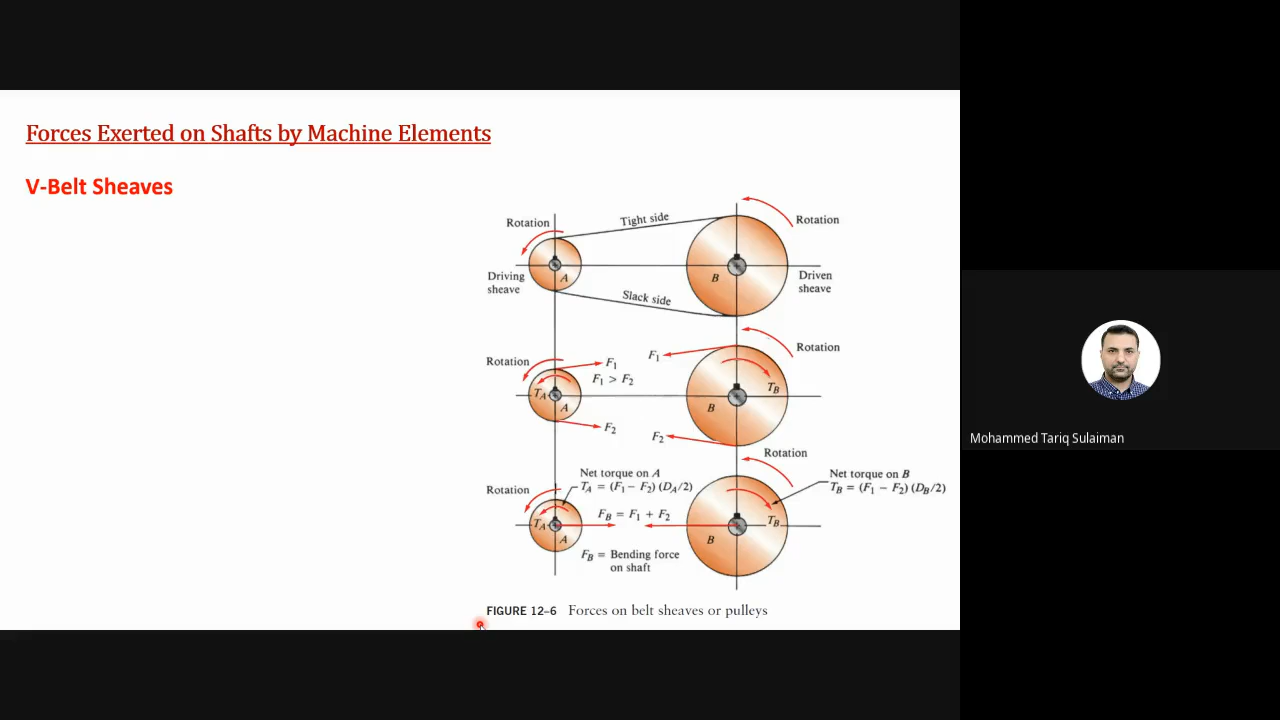 Forces Exerted on Shafts by Machine Elements
V-Belt Sheaves
Rotation
Tight side
Rotation
Driving
sheave
A
B
Driven
sheave
Slack side
Rotation
F1
F1 > F2
F1
Rotation
TA
A
TB
B
F2
F2
Rotation
Net torque on A
TA = (F1 − F2) (DA/2)
Net torque on B
TB = (F1 − F2) (DB/2)
Rotation
FB = F1 + F2
TA
A
TB
B
FB = Bending force
on shaft
FIGURE 12–6 Forces on belt sheaves or pulleys
Mohammed Tariq Sulaiman